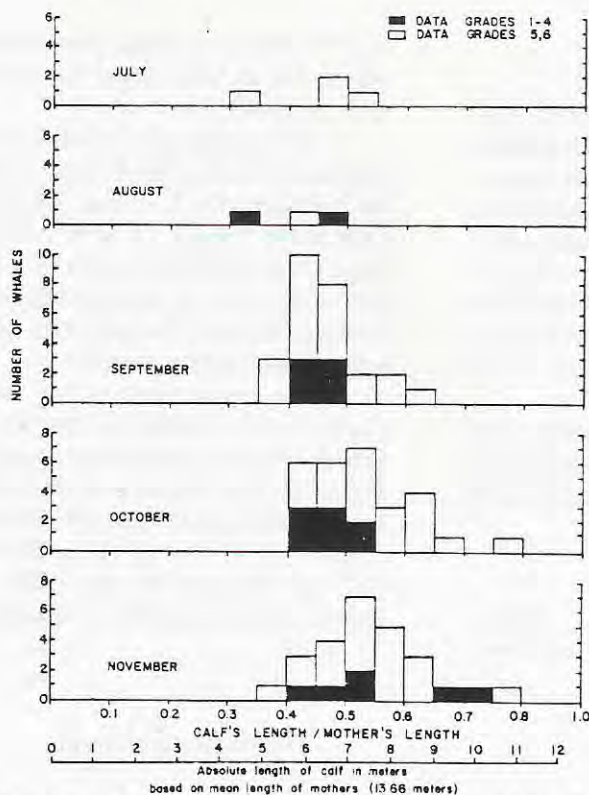 DATA GRADES 1-4
DATA GRADES 5,6
NUMBER OF WHALES
6
4
2
0
JULY
6
4
2
0
AUGUST
10
8
6
4
2
0
SEPTEMBER
8
6
4
2
0
OCTOBER
8
6
4
2
0
NOVEMBER
0.1 0.2 0.3 0.4 0.5 0.6 0.7 0.8 0.9 1.0
CALF'S LENGTH / MOTHER'S LENGTH
0 1 2 3 4 5 6 7 8 9 10 11 12
Absolute length of calf in meters
based on mean length of mothers (13.66 meters)